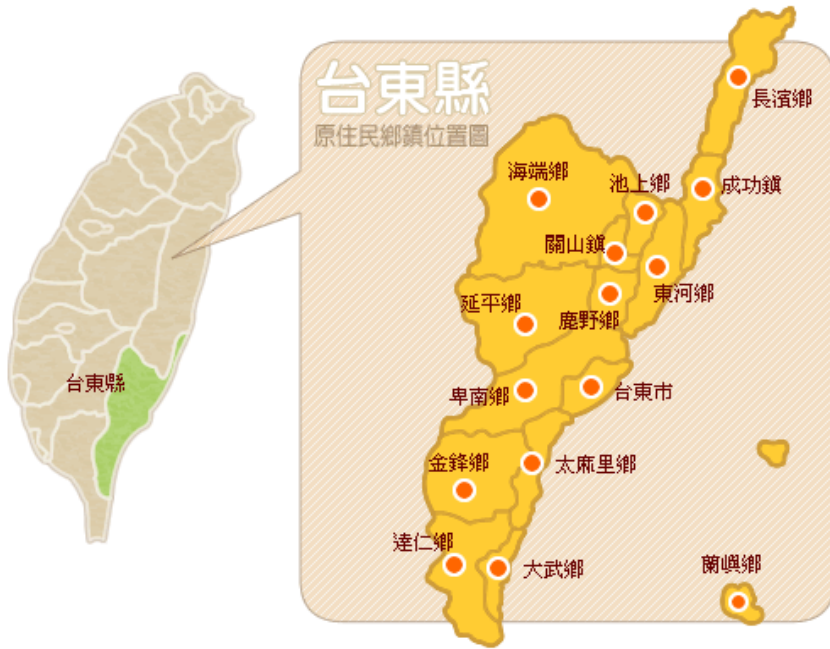 台東縣
原住民鄉鎮位置圖
長濱鄉
海端鄉
池上鄉
成功鎮
關山鎮
東河鄉
延平鄉
鹿野鄉
台東縣
卑南鄉
台東市
金鋒鄉
太麻里鄉
達仁鄉
大武鄉
蘭嶼鄉